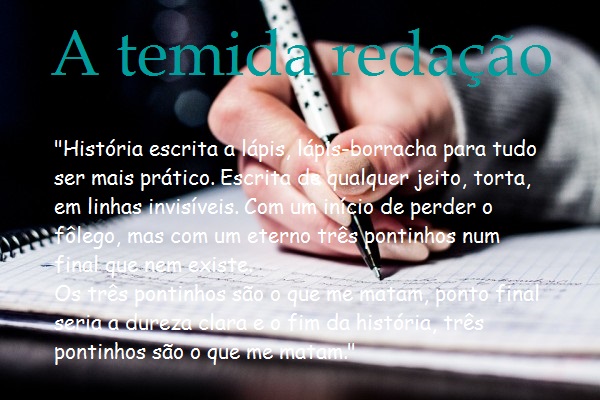 A temida redação
"História escrita a lápis, lápis-borracha para tudo
ser mais prático. Escrita de qualquer jeito, torta,
em linhas invisíveis. Com um início de perder o
fôlego, mas com um eterno três pontinhos num
final que nem existe.
Os três pontinhos são o que me matam, ponto final
seria a dureza clara e o fim da história, três
pontinhos são o que me matam."